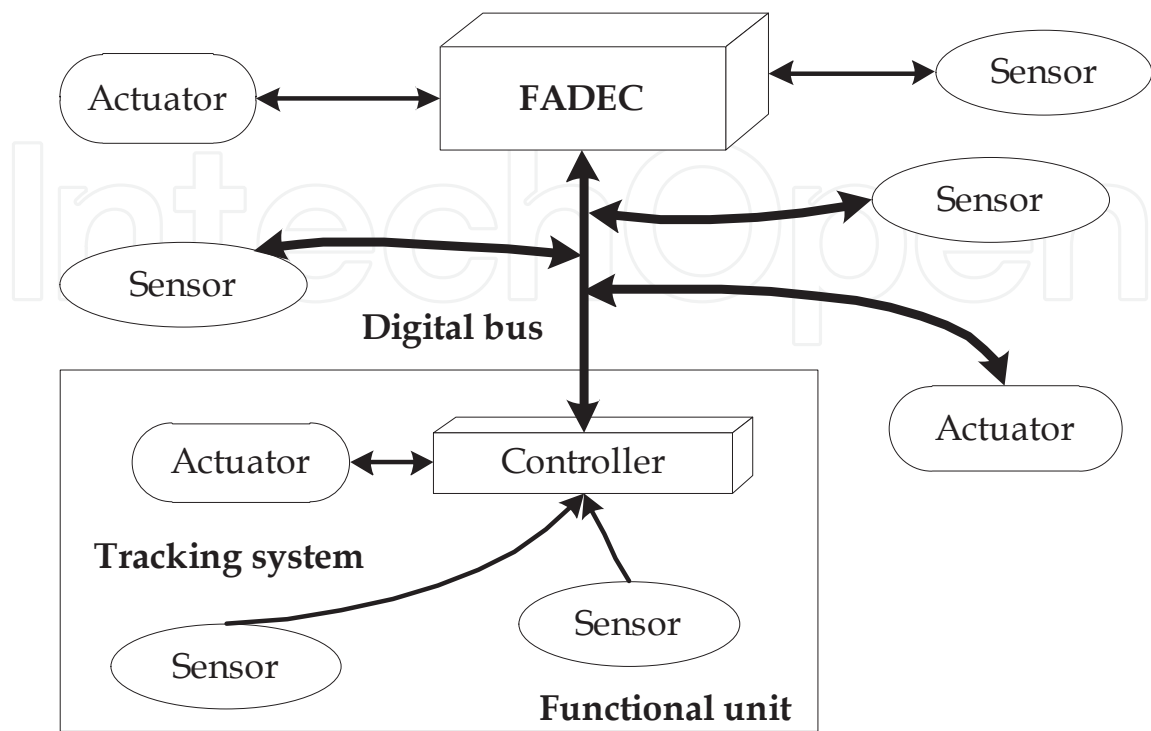 Actuator
FADEC
Sensor
Sensor
Sensor
Digital bus
Actuator
Actuator
Controller
Tracking system
Sensor
Sensor
Functional unit
IntechOpen